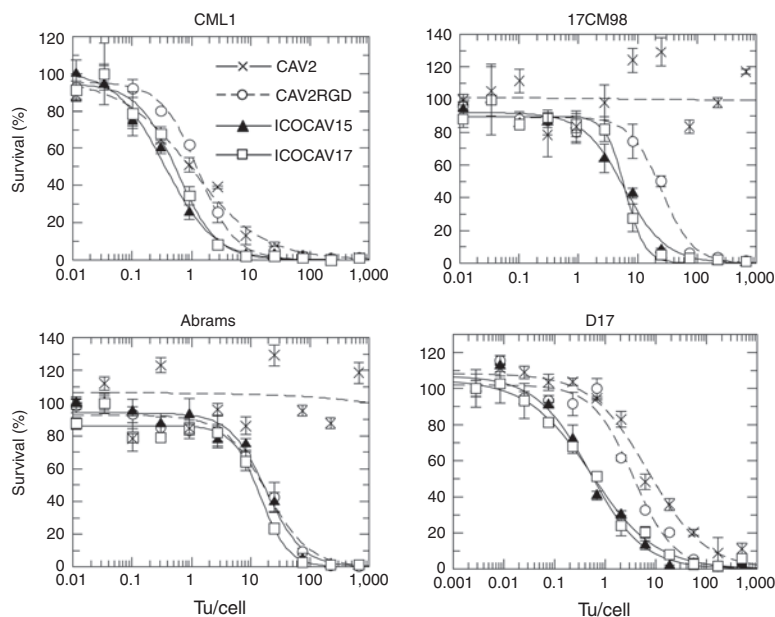 CML1
120
100
80
60
40
20
0
Survival (%)
0.01 0.1 1 10 100 1,000
CAV2
CAV2RGD
ICOCAV15
ICOCAV17
17CM98
140
120
100
80
60
40
20
0
0.01 0.1 1 10 100 1,000
Abrams
140
120
100
80
60
40
20
0
Survival (%)
0.01 0.1 1 10 100 1,000
Tu/cell
D17
120
100
80
60
40
20
0
0.001 0.01 0.1 1 10 100 1,000
Tu/cell